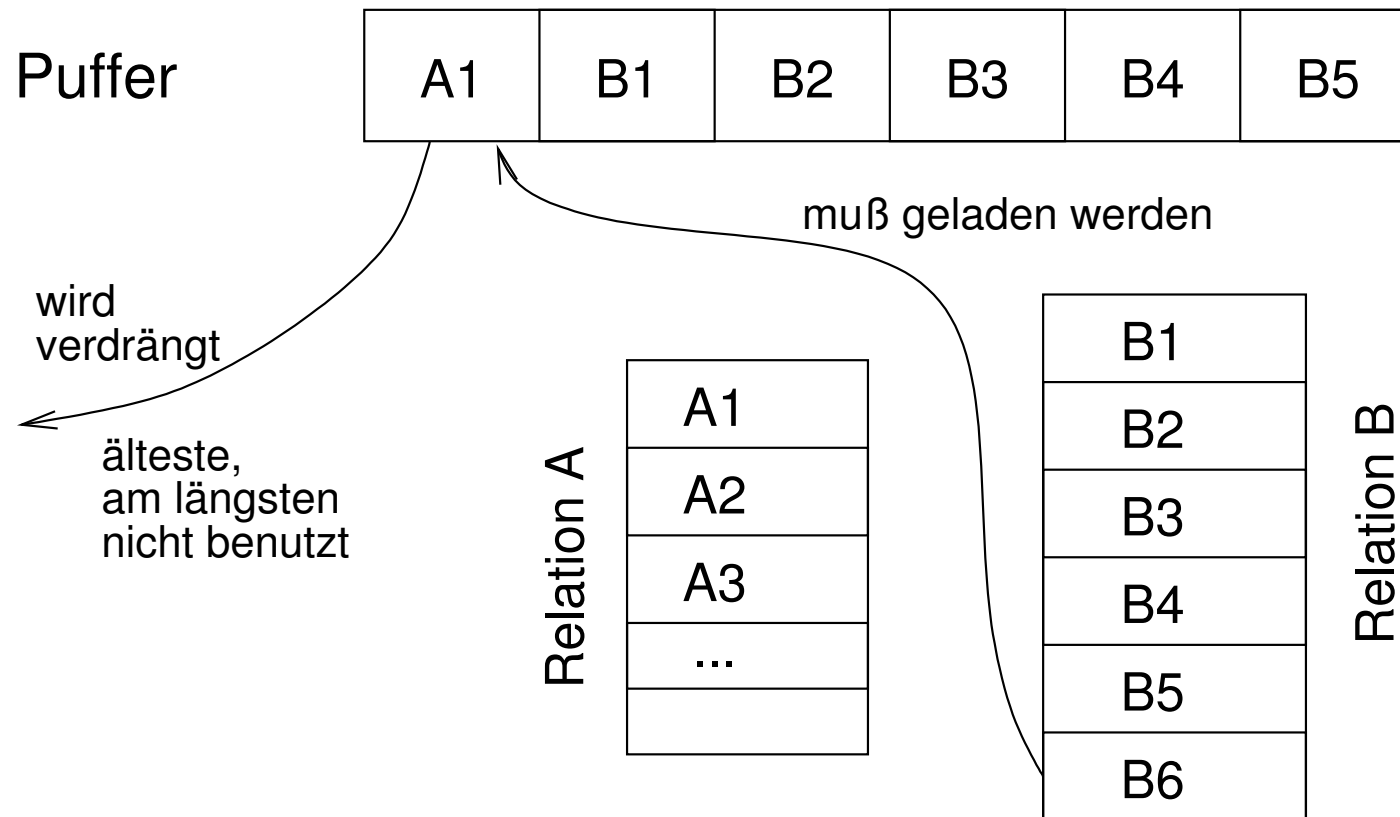 Puffer
A1 B1 B2 B3 B4 B5
muß geladen werden
wird
verdrängt
älteste,
am längsten
nicht benutzt
Relation A
A1
A2
A3
...
B1
B2
B3
B4
B5
B6
Relation B